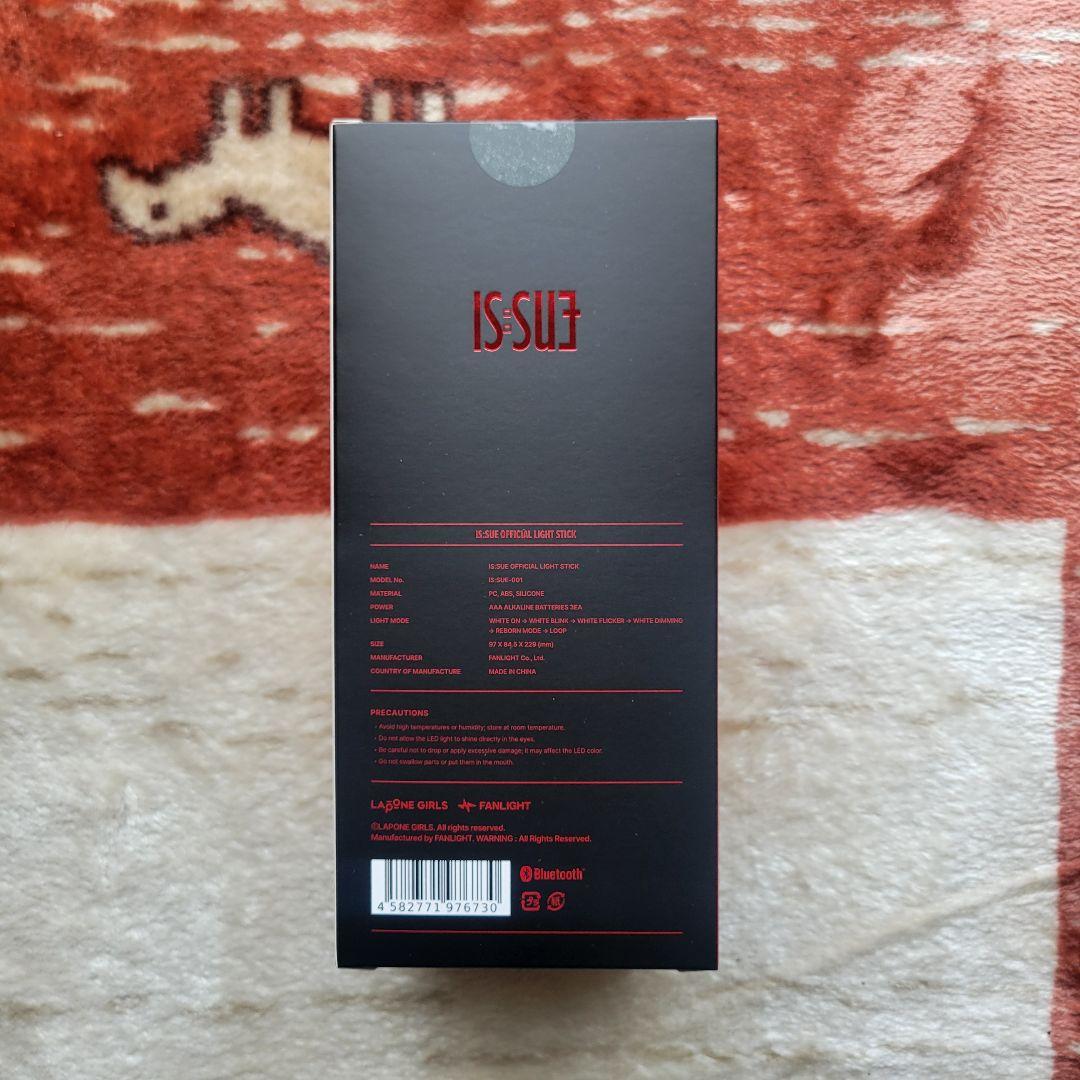 IS:SUE
IS:SUE OFFICIAL LIGHT STICK
NAME IS:SUE OFFICIAL LIGHT STICK
MODEL No. IS:SUE-001
MATERIAL PC, ABS, SILICONE
POWER AAA ALKALINE BATTERIES 3EA
LIGHT MODE WHITE ON → WHITE BLINK → WHITE FLICKER → WHITE DIMMING
→ REBORN MODE → LOOP
SIZE 97 X 84.5 X 229 (mm)
MANUFACTURER FANLIGHT Co., Ltd.
COUNTRY OF MANUFACTURE MADE IN CHINA
PRECAUTIONS
• Avoid high temperatures or humidity; store at room temperature.
• Do not allow the LED light to shine directly in the eyes.
• Be careful not to drop or apply excessive damage; it may affect the LED color.
• Do not swallow parts or put them in the mouth.
LAPONE GIRLS FANLIGHT
©LAPONE GIRLS. All rights reserved.
Manufactured by FANLIGHT. WARNING : All Rights Reserved.
Bluetooth®
4 582771 976730